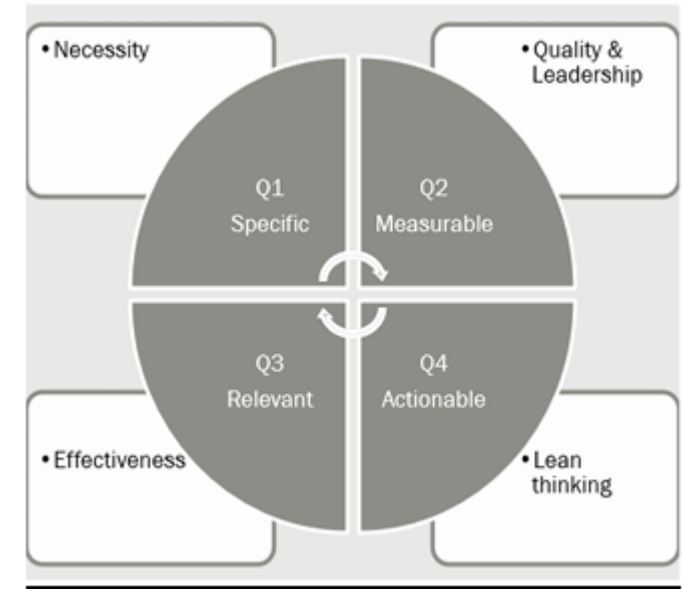 • Necessity
• Quality &
Leadership
Q1
Specific
Q2
Measurable
Q3
Relevant
Q4
Actionable
• Effectiveness
• Lean
thinking